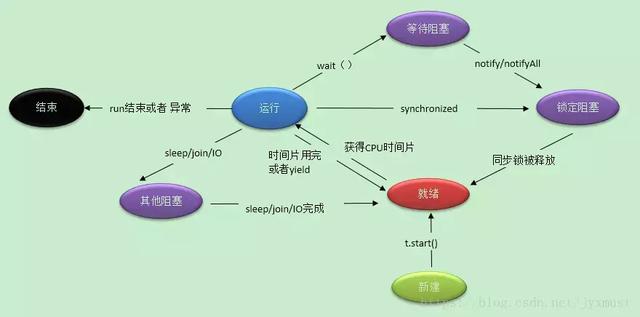 等待阻塞
wait（）
notify/notifyAll
结束
run结束或者 异常
运行
synchronized
锁定阻塞
sleep/join/IO
时间片用完
或者yield
获得CPU时间片
同步锁被释放
其他阻塞
sleep/join/IO完成
就绪
t.start()
新建
https://blog.csdn.net/jyxmust